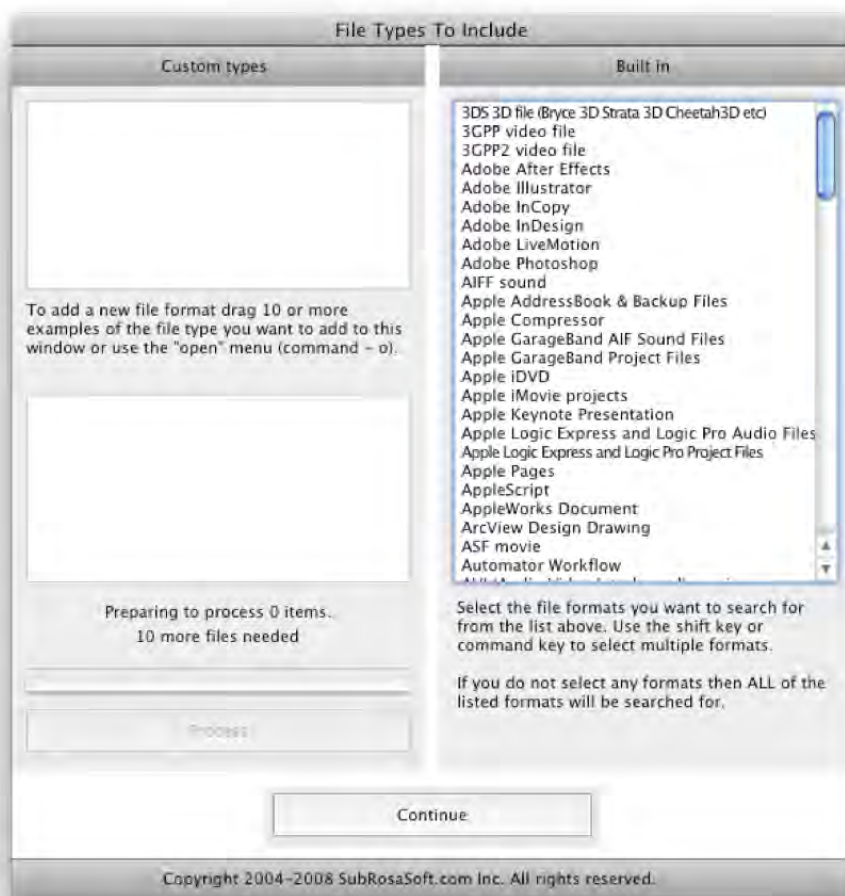 File Types To Include
Custom types
To add a new file format drag 10 or more
examples of the file type you want to add to this
window or use the "open" menu (command – o).
Preparing to process 0 items.
10 more files needed
Process
Built in
3DS 3D file (Bryce 3D Strata 3D Cheetah3D etc)
3GPP video file
3GPP2 video file
Adobe After Effects
Adobe Illustrator
Adobe InCopy
Adobe InDesign
Adobe LiveMotion
Adobe Photoshop
AIFF sound
Apple AddressBook & Backup Files
Apple Compressor
Apple GarageBand AIF Sound Files
Apple GarageBand Project Files
Apple iDVD
Apple iMovie projects
Apple Keynote Presentation
Apple Logic Express and Logic Pro Audio Files
Apple Logic Express and Logic Pro Project Files
Apple Pages
AppleScript
AppleWorks Document
ArcView Design Drawing
ASF movie
Automator Workflow
Select the file formats you want to search for
from the list above. Use the shift key or
command key to select multiple formats.
If you do not select any formats then ALL of the
listed formats will be searched for.
Continue
Copyright 2004–2008 SubRosaSoft.com Inc. All rights reserved.